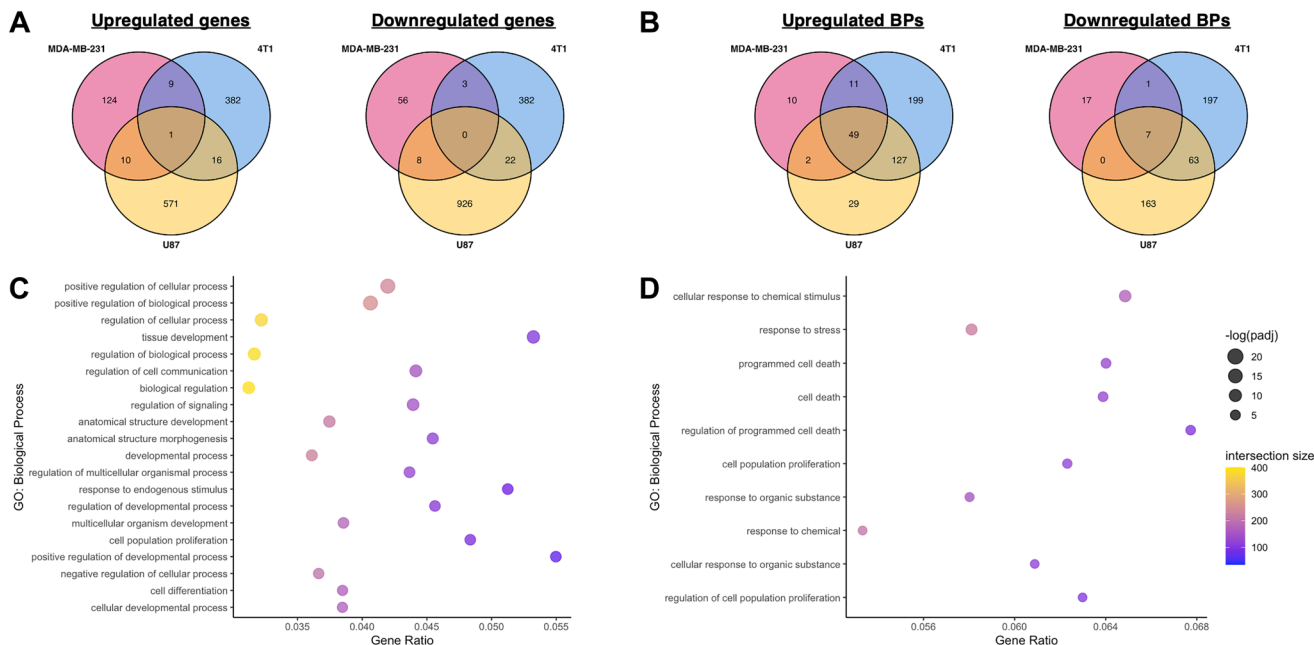 A
Upregulated genes
Downregulated genes
MDA-MB-231
4T1
124
9
382
1
10
16
571
U87
MDA-MB-231
4T1
56
3
382
0
8
22
926
U87
B
Upregulated BPs
Downregulated BPs
MDA-MB-231
4T1
10
11
199
49
2
127
29
U87
MDA-MB-231
4T1
17
1
197
7
0
63
163
U87
C
GO: Biological Process
positive regulation of cellular process
positive regulation of biological process
regulation of cellular process
tissue development
regulation of biological process
regulation of cell communication
biological regulation
regulation of signaling
anatomical structure development
anatomical structure morphogenesis
developmental process
regulation of multicellular organismal process
response to endogenous stimulus
regulation of developmental process
multicellular organism development
cell population proliferation
positive regulation of developmental process
negative regulation of cellular process
cell differentiation
cellular developmental process
0.035 0.040 0.045 0.050 0.055
Gene Ratio
D
GO: Biological Process
cellular response to chemical stimulus
response to stress
programmed cell death
cell death
regulation of programmed cell death
cell population proliferation
response to organic substance
response to chemical
cellular response to organic substance
regulation of cell population proliferation
0.056 0.060 0.064 0.068
Gene Ratio
-log(padj)
20
15
10
5
intersection size
400
300
200
100